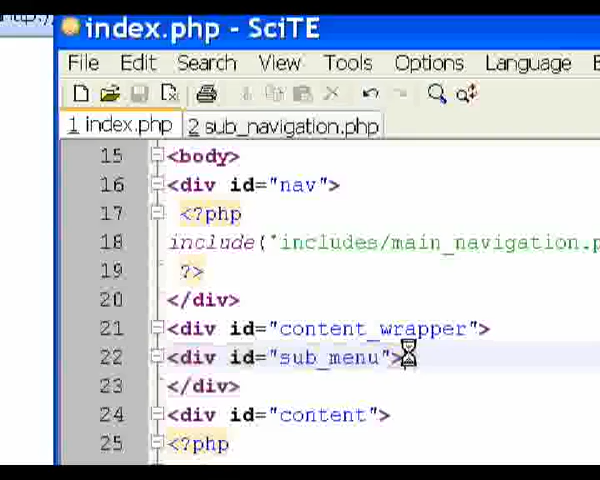 index.php - SciTE
File Edit Search View Tools Options Language
1 index.php 2 sub_navigation.php
15 <body>
16 <div id="nav">
17 <?php
18 include('includes/main_navigation.p
19 ?>
20 </div>
21 <div id="content_wrapper">
22 <div id="sub_menu">
23 </div>
24 <div id="content">
25 <?php